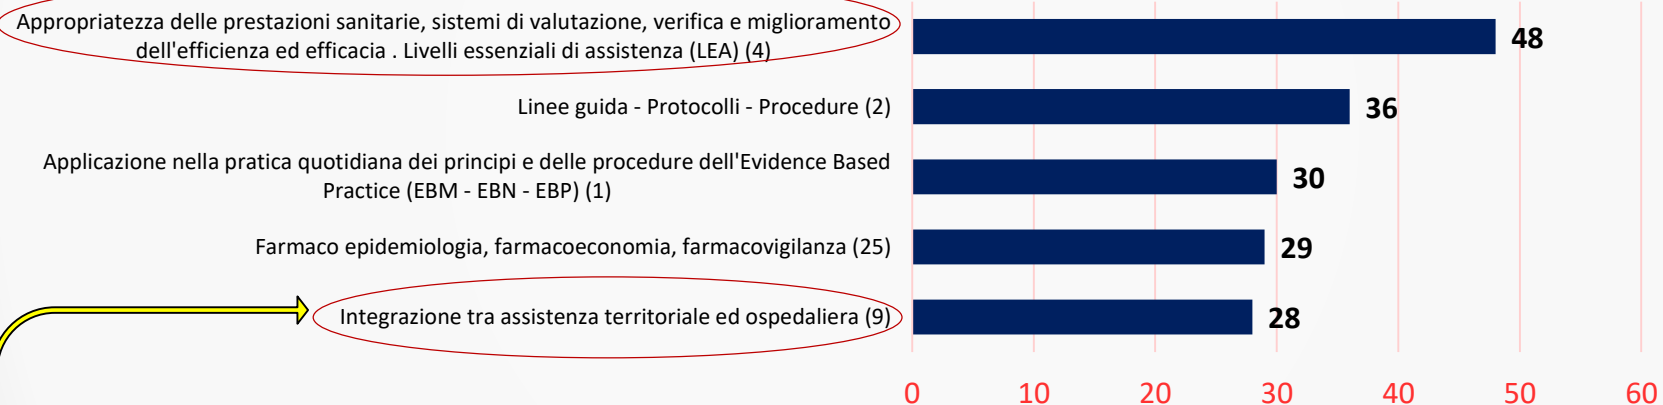 Appropriatezza delle prestazioni sanitarie, sistemi di valutazione, verifica e miglioramento
dell'efficienza ed efficacia . Livelli essenziali di assistenza (LEA) (4)
48
Linee guida - Protocolli - Procedure (2)
36
Applicazione nella pratica quotidiana dei principi e delle procedure dell'Evidence Based
Practice (EBM - EBN - EBP) (1)
30
Farmaco epidemiologia, farmacoeconomia, farmacovigilanza (25)
29
Integrazione tra assistenza territoriale ed ospedaliera (9)
28
0 10 20 30 40 50 60